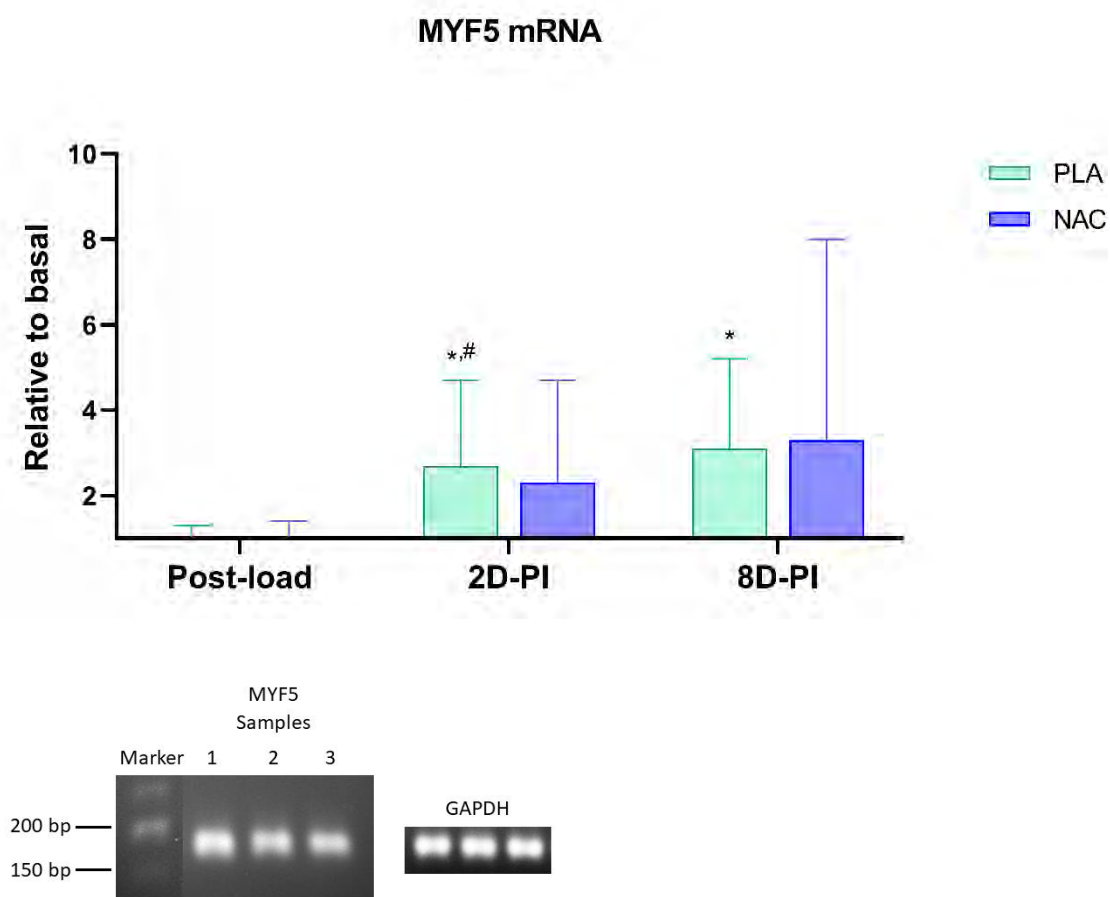 MYF5 mRNA
PLA
NAC
Relative to basal
10
8
6
4
2
*,#
*
Post-load 2D-PI 8D-PI
MYF5
Samples
Marker 1 2 3
200 bp
150 bp
GAPDH